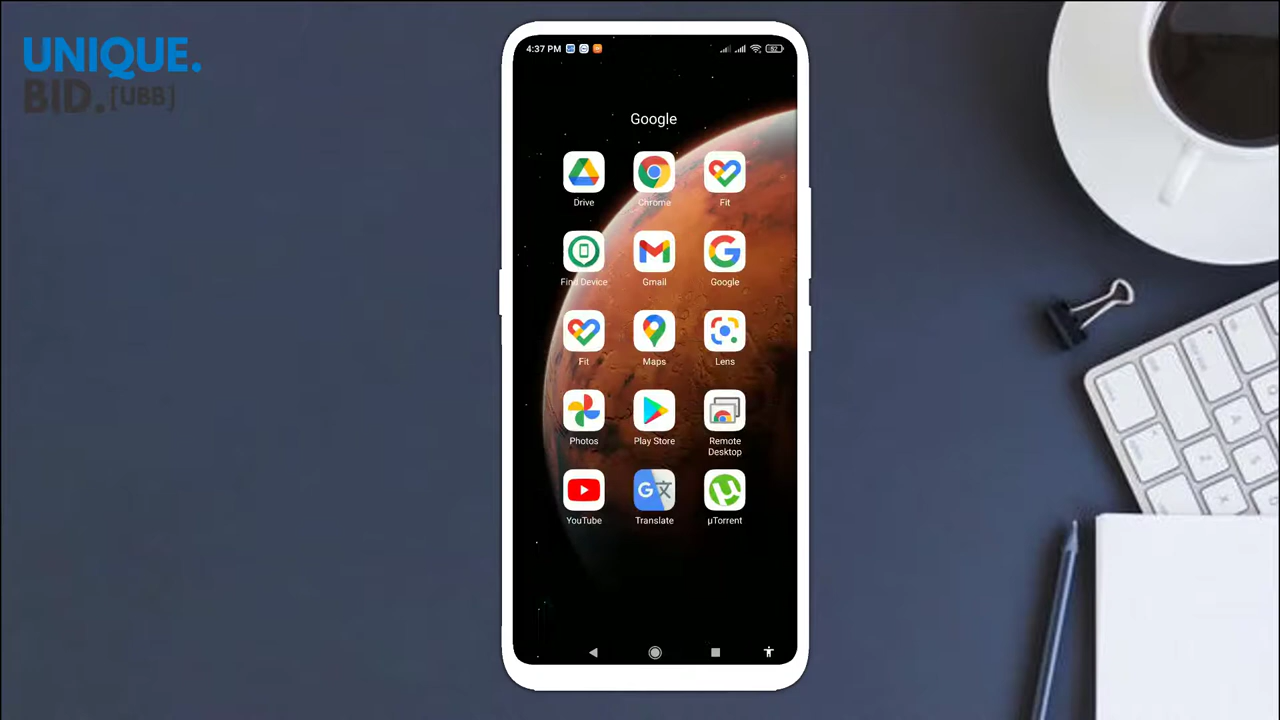 UNIQUE.
BID.[UBB]
4:37 PM
52
Google
Drive
Chrome
Fit
Find Device
Gmail
Google
Fit
Maps
Lens
Photos
Play Store
Remote
Desktop
YouTube
Translate
µTorrent